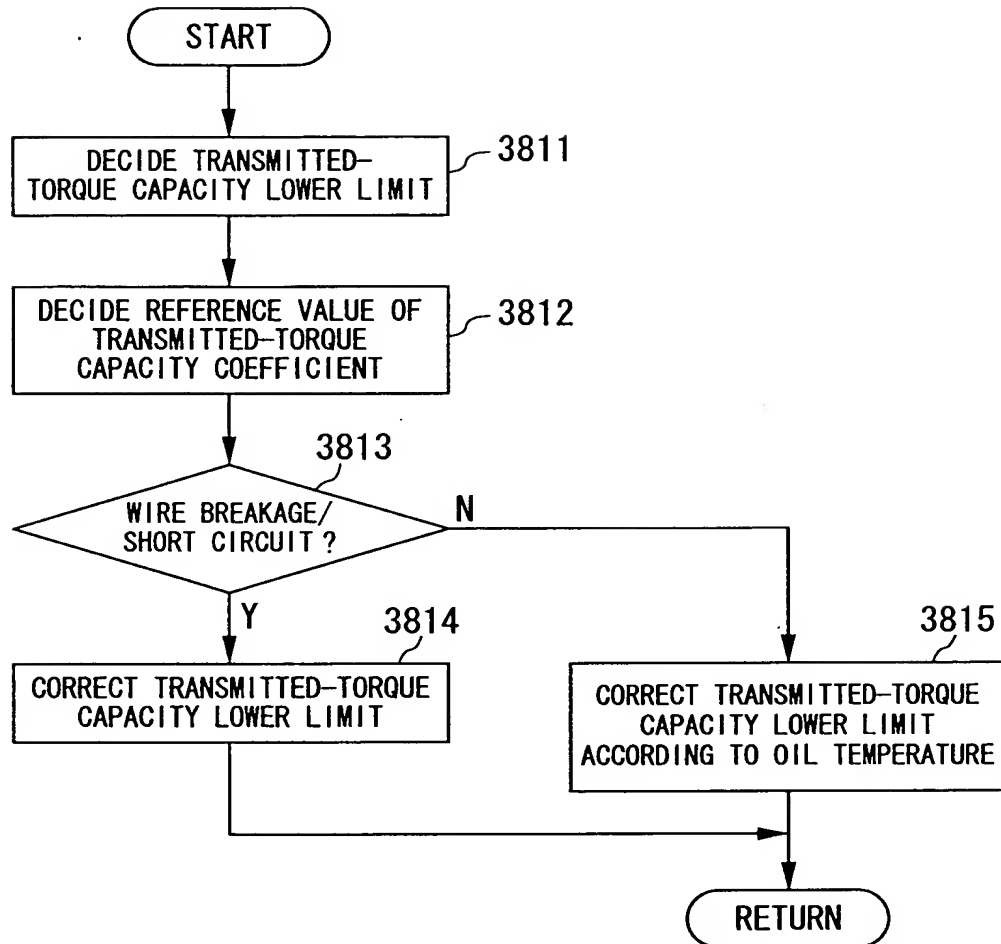 START
DECIDE TRANSMITTED-
TORQUE CAPACITY LOWER LIMIT
3811
DECIDE REFERENCE VALUE OF
TRANSMITTED-TORQUE
CAPACITY COEFFICIENT
3812
3813
WIRE BREAKAGE/
SHORT CIRCUIT ?
N
Y
3814
CORRECT TRANSMITTED-TORQUE
CAPACITY LOWER LIMIT
3815
CORRECT TRANSMITTED-TORQUE
CAPACITY LOWER LIMIT
ACCORDING TO OIL TEMPERATURE
RETURN